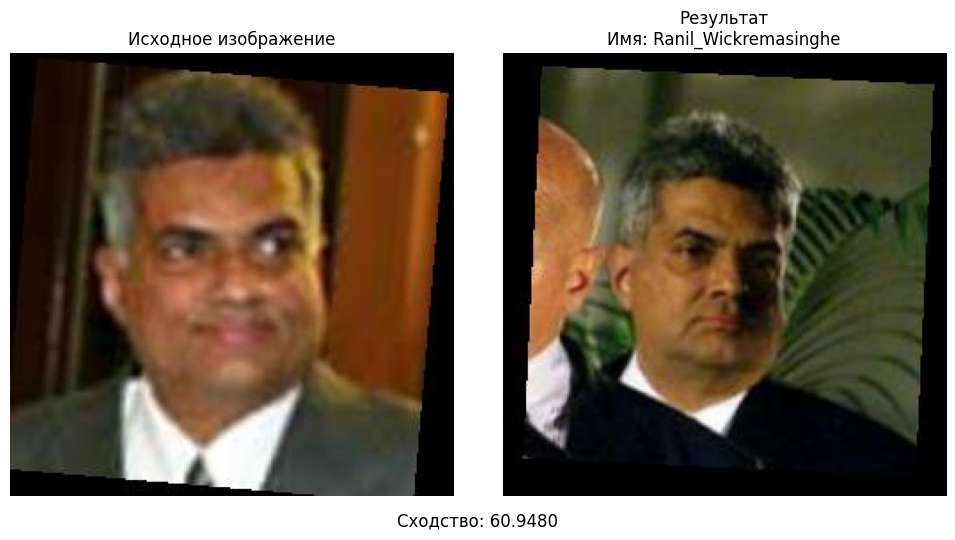 Исходное изображение
Результат
Имя: Ranil_Wickremasinghe
Сходство: 60.9480